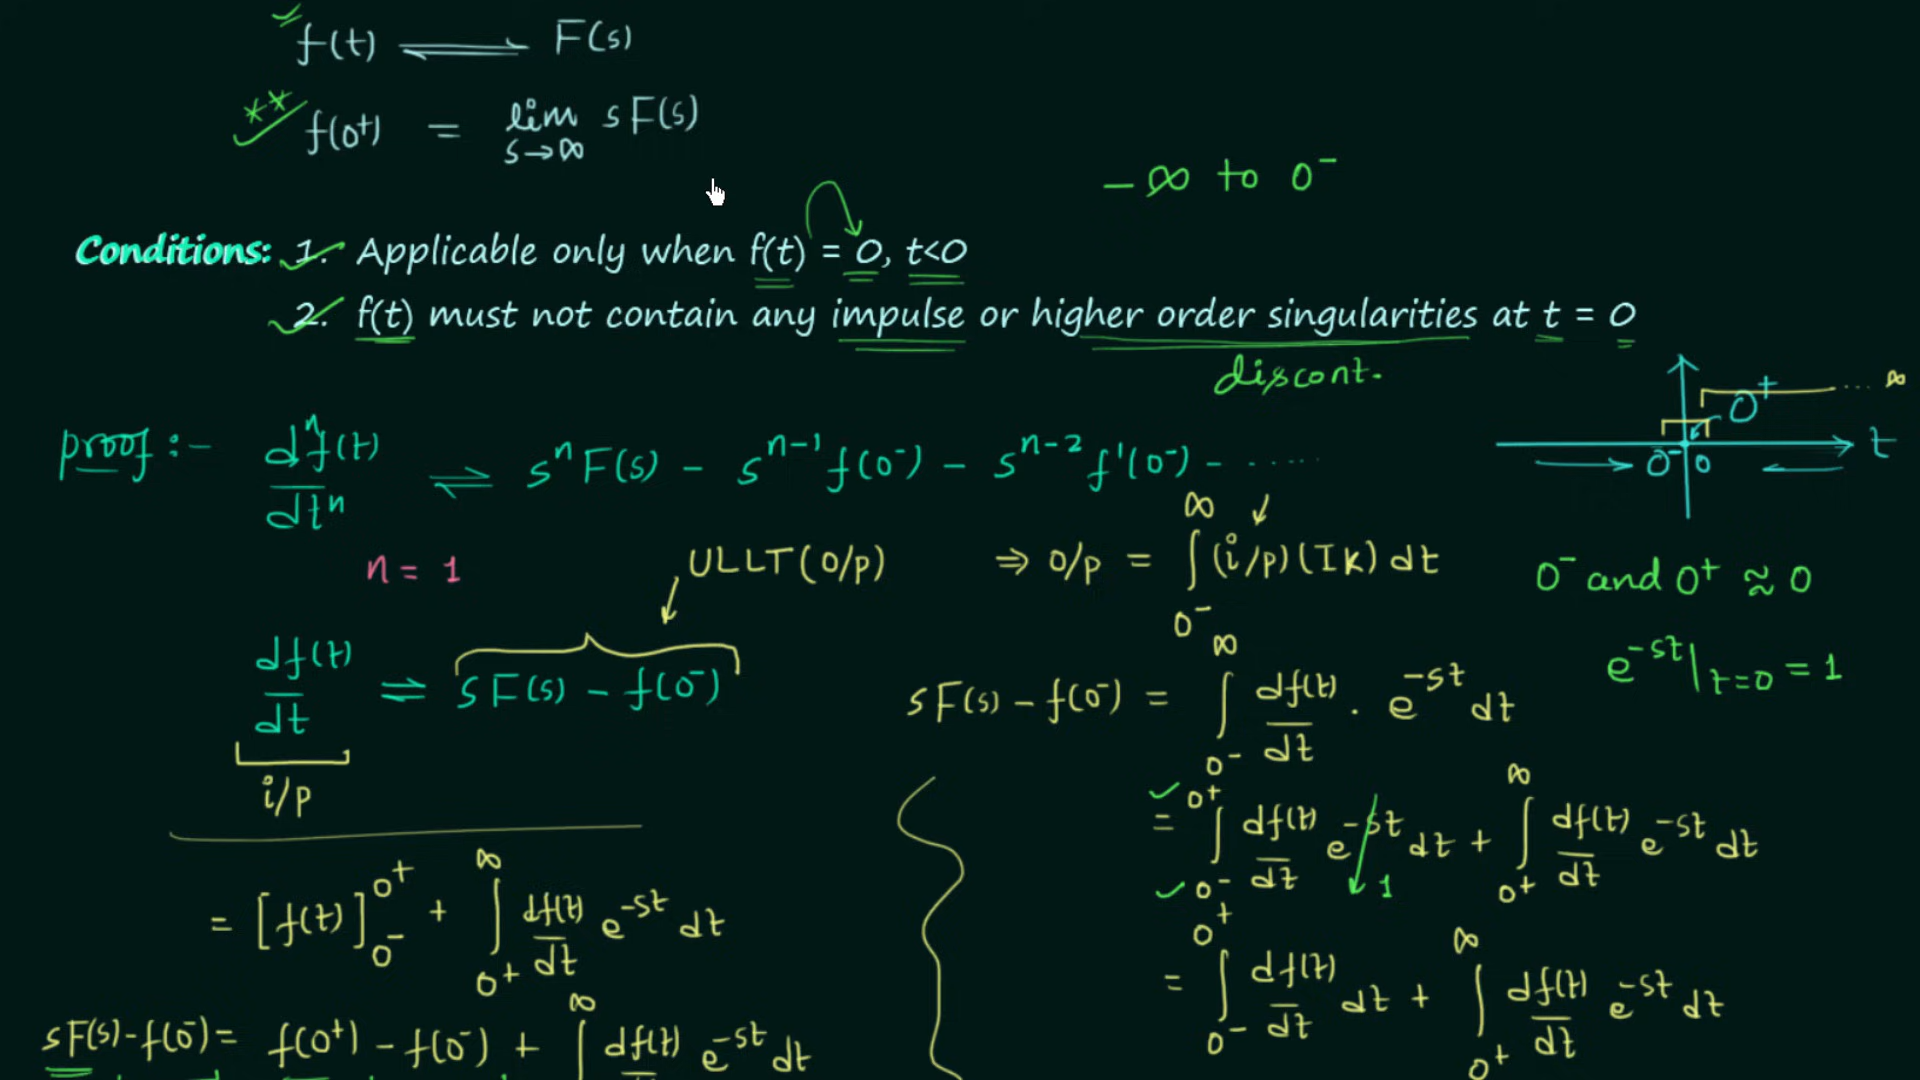 f(t) ⇌ F(s)
** f(0⁺) = lim s→∞ sF(s)
-∞ to 0⁻
Conditions: 1. Applicable only when f(t) = 0, t<0
2. f(t) must not contain any impulse or higher order singularities at t = 0
discont.
0⁺ ... ∞
0⁻ 0 t
proof :- dⁿf(t)/dtⁿ ⇌ sⁿF(s) - sⁿ⁻¹f(0⁻) - sⁿ⁻²f'(0⁻) - ......
n = 1
ULLT(O/p) ⇒ O/p = ∫_{0⁻}^{∞} (i/p)(IK) dt
0⁻ and 0⁺ ≈ 0
e^{-st}|_{t=0} = 1
df(t)/dt ⇌ sF(s) - f(0⁻)
i/p
sF(s) - f(0⁻) = ∫_{0⁻}^{∞} df(t)/dt . e^{-st} dt
= ∫_{0⁻}^{0⁺} df(t)/dt e^{-st} dt + ∫_{0⁺}^{∞} df(t)/dt e^{-st} dt
1
= ∫_{0⁻}^{0⁺} df(t)/dt dt + ∫_{0⁺}^{∞} df(t)/dt e^{-st} dt
= [f(t)]_{0⁻}^{0⁺} + ∫_{0⁺}^{∞} df(t)/dt e^{-st} dt
sF(s) - f(0⁻) = f(0⁺) - f(0⁻) + ∫^{∞} df(t)/dt e^{-st} dt